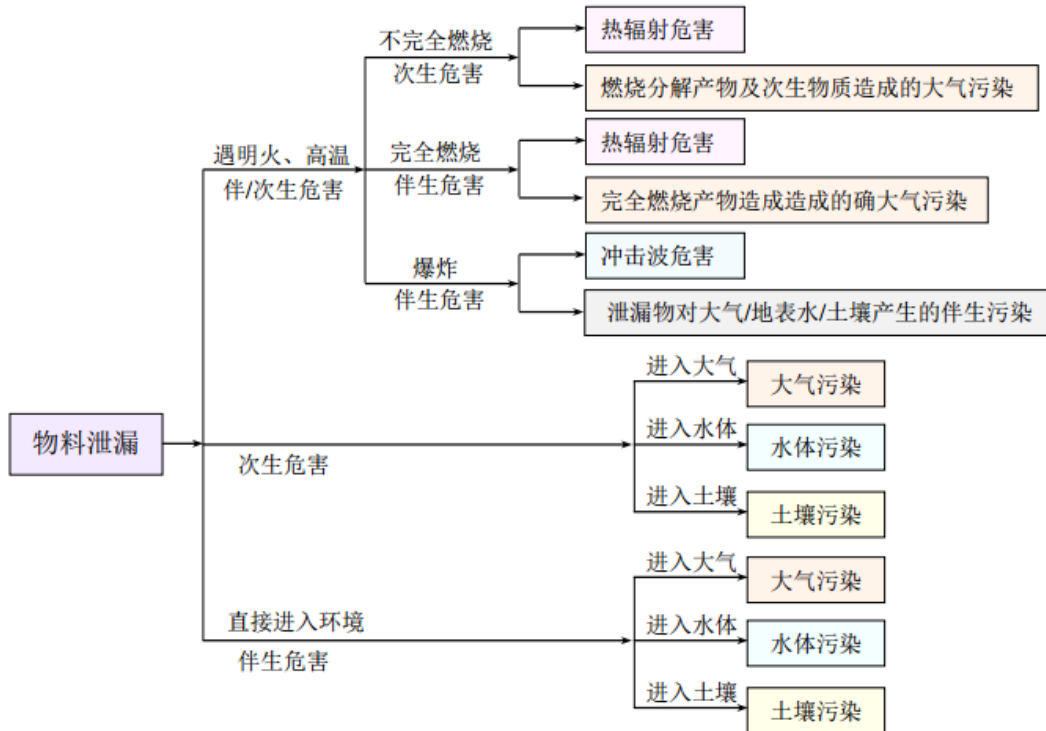 不完全燃烧
次生危害
热辐射危害
燃烧分解产物及次生物质造成的大气污染
遇明火、高温
伴/次生危害
完全燃烧
伴生危害
热辐射危害
完全燃烧产物造成造成的确大气污染
爆炸
伴生危害
冲击波危害
泄漏物对大气/地表水/土壤产生的伴生污染
物料泄漏
次生危害
进入大气
大气污染
进入水体
水体污染
进入土壤
土壤污染
直接进入环境
伴生危害
进入大气
大气污染
进入水体
水体污染
进入土壤
土壤污染